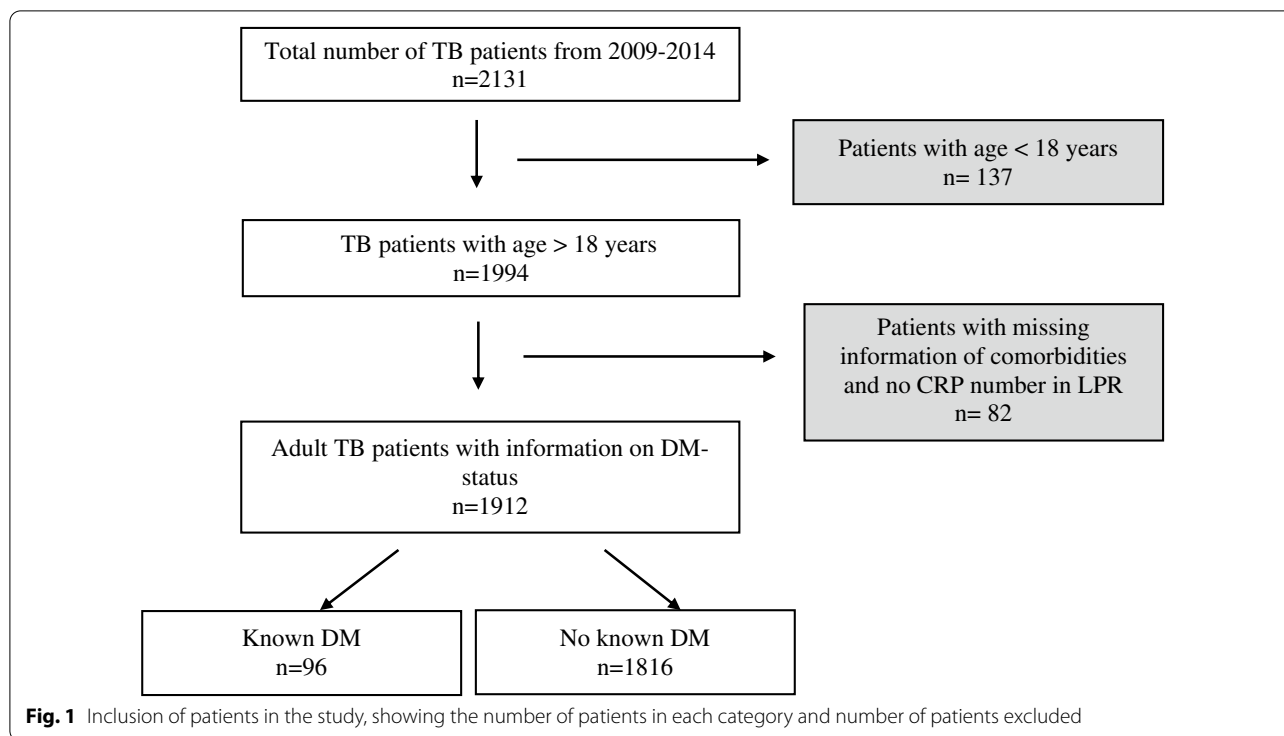 Total number of TB patients from 2009-2014
n=2131
Patients with age < 18 years
n= 137
TB patients with age > 18 years
n=1994
Patients with missing
information of comorbidities
and no CRP number in LPR
n= 82
Adult TB patients with information on DM-
status
n=1912
Known DM
n=96
No known DM
n=1816
Fig. 1 Inclusion of patients in the study, showing the number of patients in each category and number of patients excluded